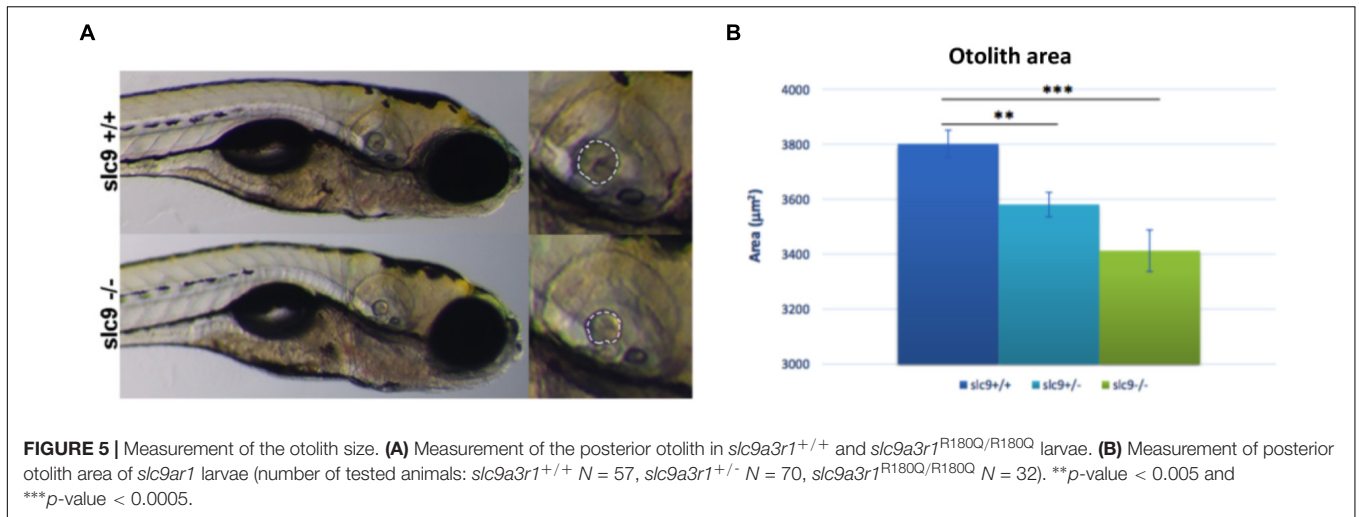 A
slc9 +/+
slc9 -/-
B
Otolith area
4000
3800
3600
3400
3200
3000
Area (µm²)
***
**
slc9+/+ slc9+/- slc9-/-
FIGURE 5 | Measurement of the otolith size. (A) Measurement of the posterior otolith in slc9a3r1+/+ and slc9a3r1R180Q/R180Q larvae. (B) Measurement of posterior
otolith area of slc9ar1 larvae (number of tested animals: slc9a3r1+/+ N = 57, slc9a3r1+/- N = 70, slc9a3r1R180Q/R180Q N = 32). **p-value < 0.005 and
***p-value < 0.0005.